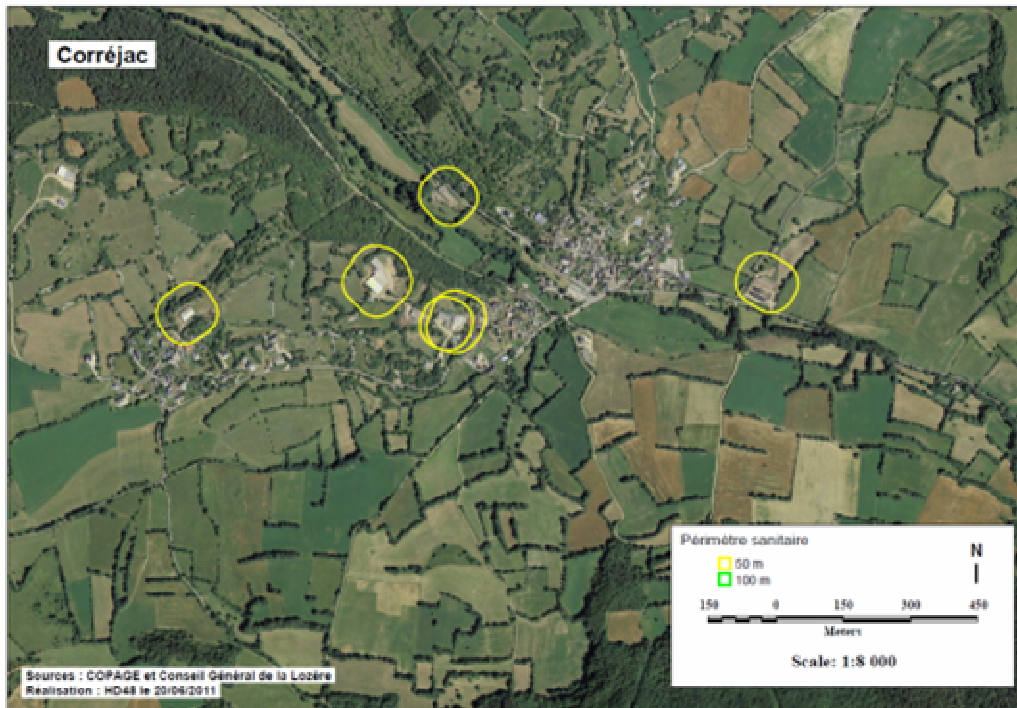 Corréjac
Périmètre sanitaire
50 m
100 m
N
150 0 150 300 450
Meters
Scale: 1:8 000
Sources : COPAGE et Conseil Général de la Lozère
Réalisation : HD48 le 20/06/2011